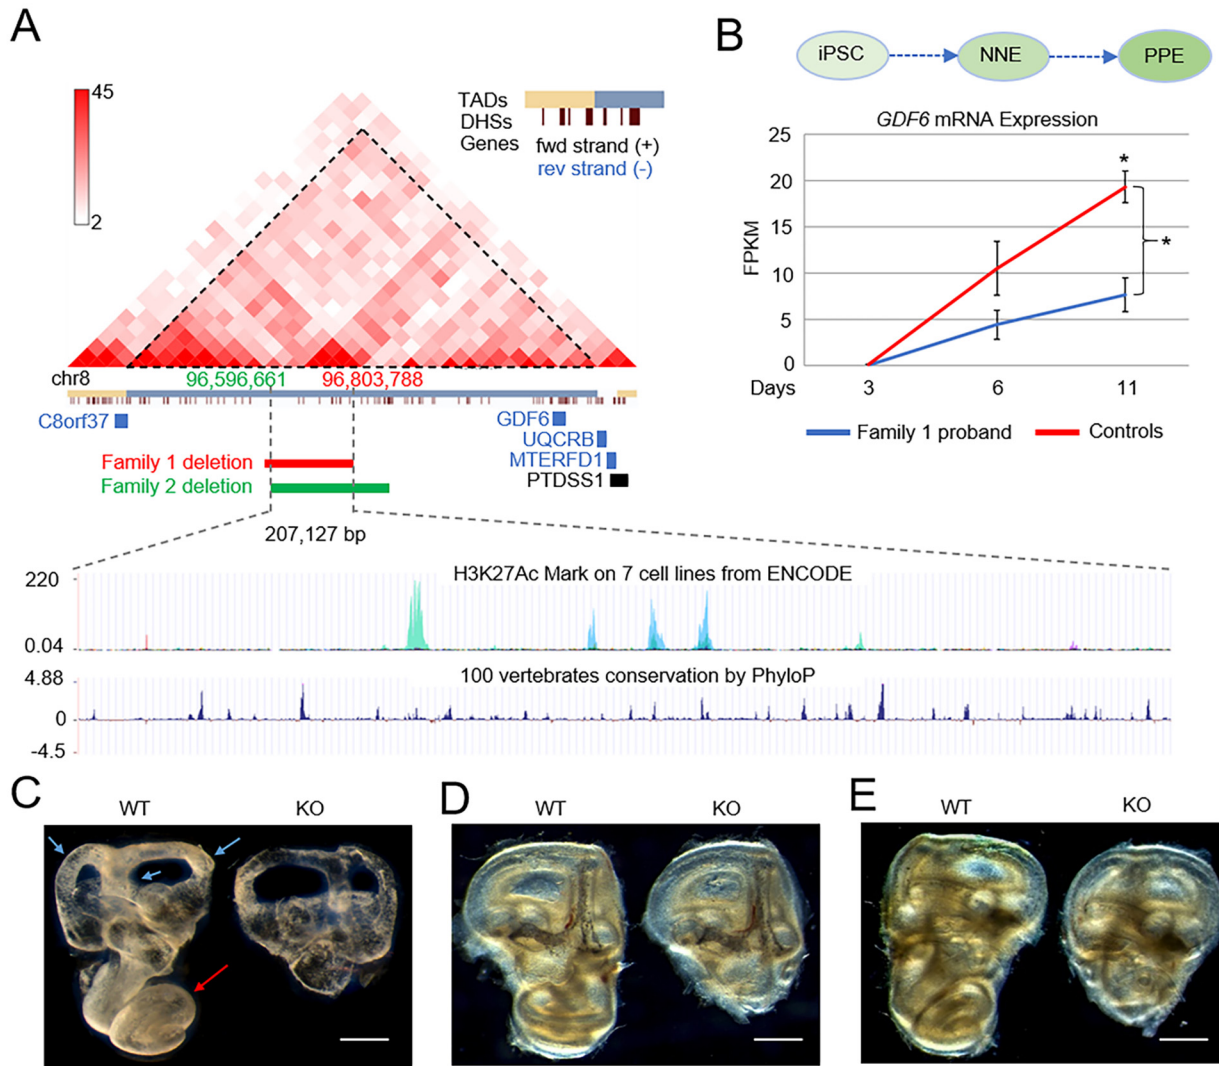 A
45
2
TADs
DHSs
Genes
fwd strand (+)
rev strand (-)
chr8
96,596,661
96,803,788
C8orf37
GDF6
UQCRB
MTERFD1
PTDSS1
Family 1 deletion
Family 2 deletion
207,127 bp
220
H3K27Ac Mark on 7 cell lines from ENCODE
0.04
4.88
100 vertebrates conservation by PhyloP
0
-4.5
B
iPSC
NNE
PPE
GDF6 mRNA Expression
25
20
15
10
5
0
FPKM
*
*
Days
3
6
11
Family 1 proband
Controls
C
WT
KO
D
WT
KO
E
WT
KO